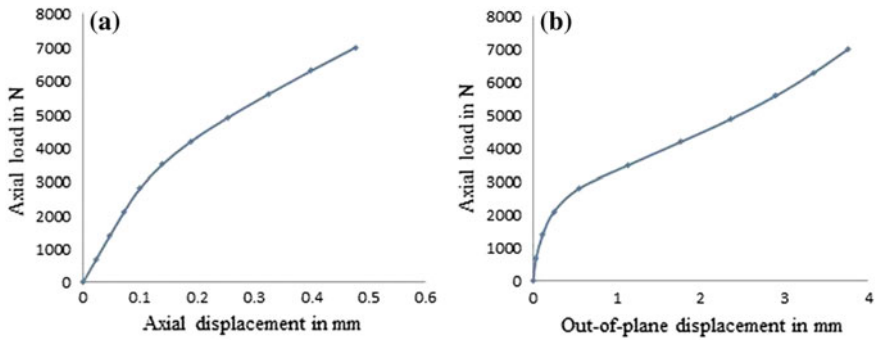 (a)
Axial load in N
8000
7000
6000
5000
4000
3000
2000
1000
0
0 0.1 0.2 0.3 0.4 0.5 0.6
Axial displacement in mm
(b)
Axial load in N
8000
7000
6000
5000
4000
3000
2000
1000
0
0 1 2 3 4
Out-of-plane displacement in mm